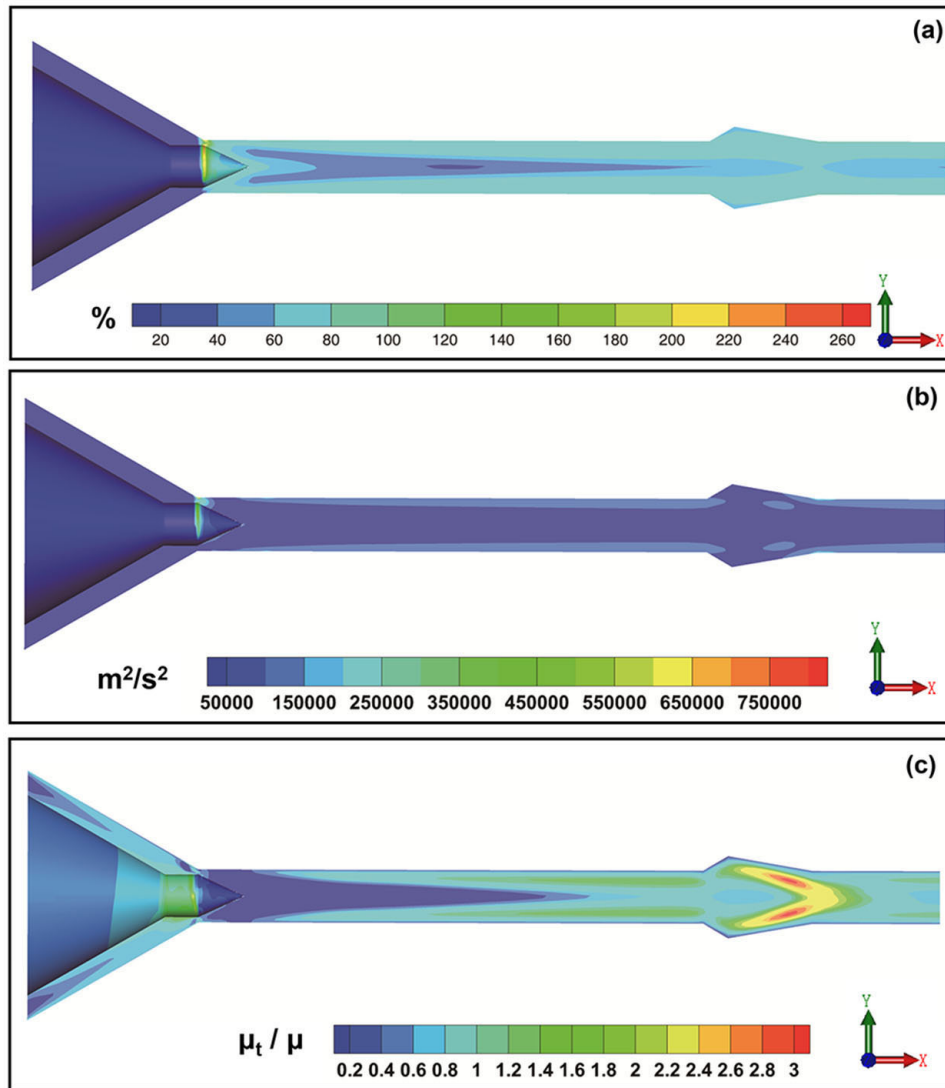 (a)
Y
%
20 40 60 80 100 120 140 160 180 200 220 240 260
X
(b)
Y
m²/s²
X
50000 150000 250000 350000 450000 550000 650000 750000
(c)
Y
μt / μ
X
0.2 0.4 0.6 0.8 1 1.2 1.4 1.6 1.8 2 2.2 2.4 2.6 2.8 3